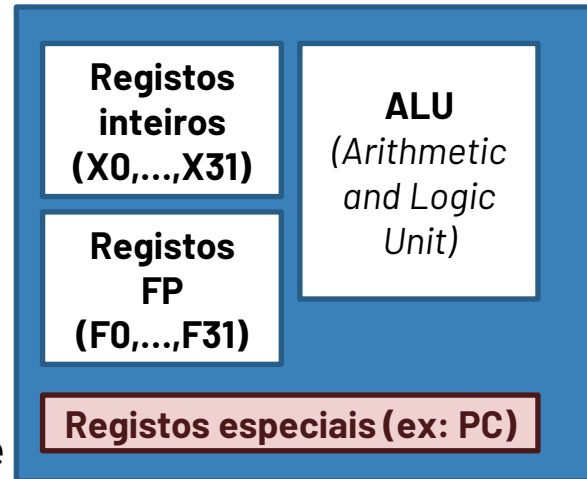 Registos
inteiros
(X0,...,X31)
ALU
(Arithmetic
and Logic
Unit)
Registos
FP
(F0,...,F31)
Registos especiais (ex: PC)
e